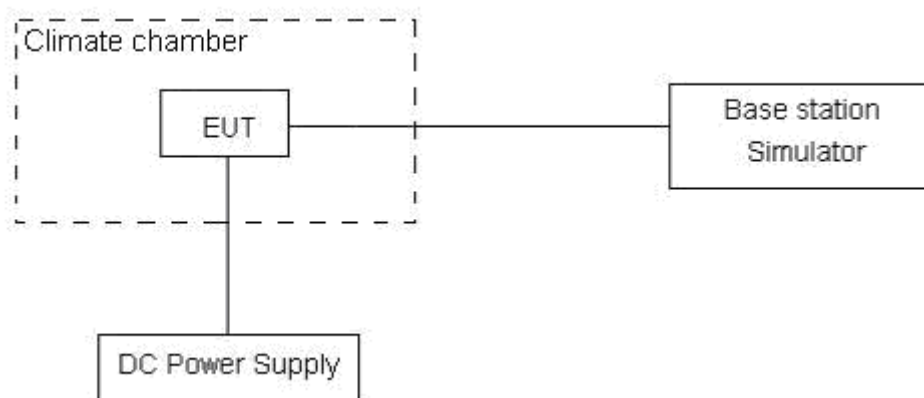 Climate chamber
EUT
Base station
Simulator
DC Power Supply